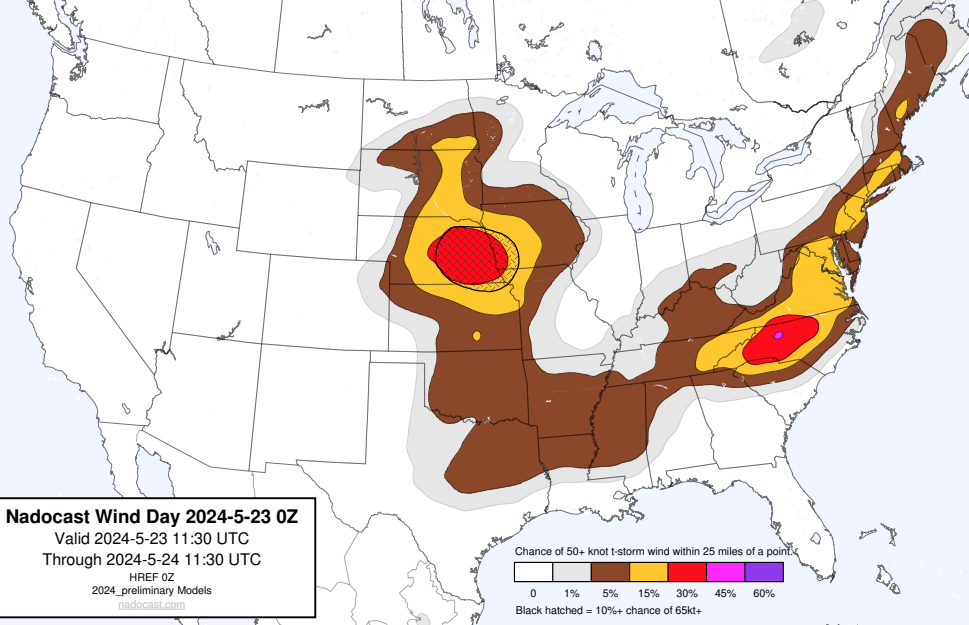 Nadocast Wind Day 2024-5-23 0Z
Valid 2024-5-23 11:30 UTC
Through 2024-5-24 11:30 UTC
HREF 0Z
2024_preliminary Models
nadocast.com
Chance of 50+ knot t-storm wind within 25 miles of a point.
0 1% 5% 15% 30% 45% 60%
Black hatched = 10%+ chance of 65kt+